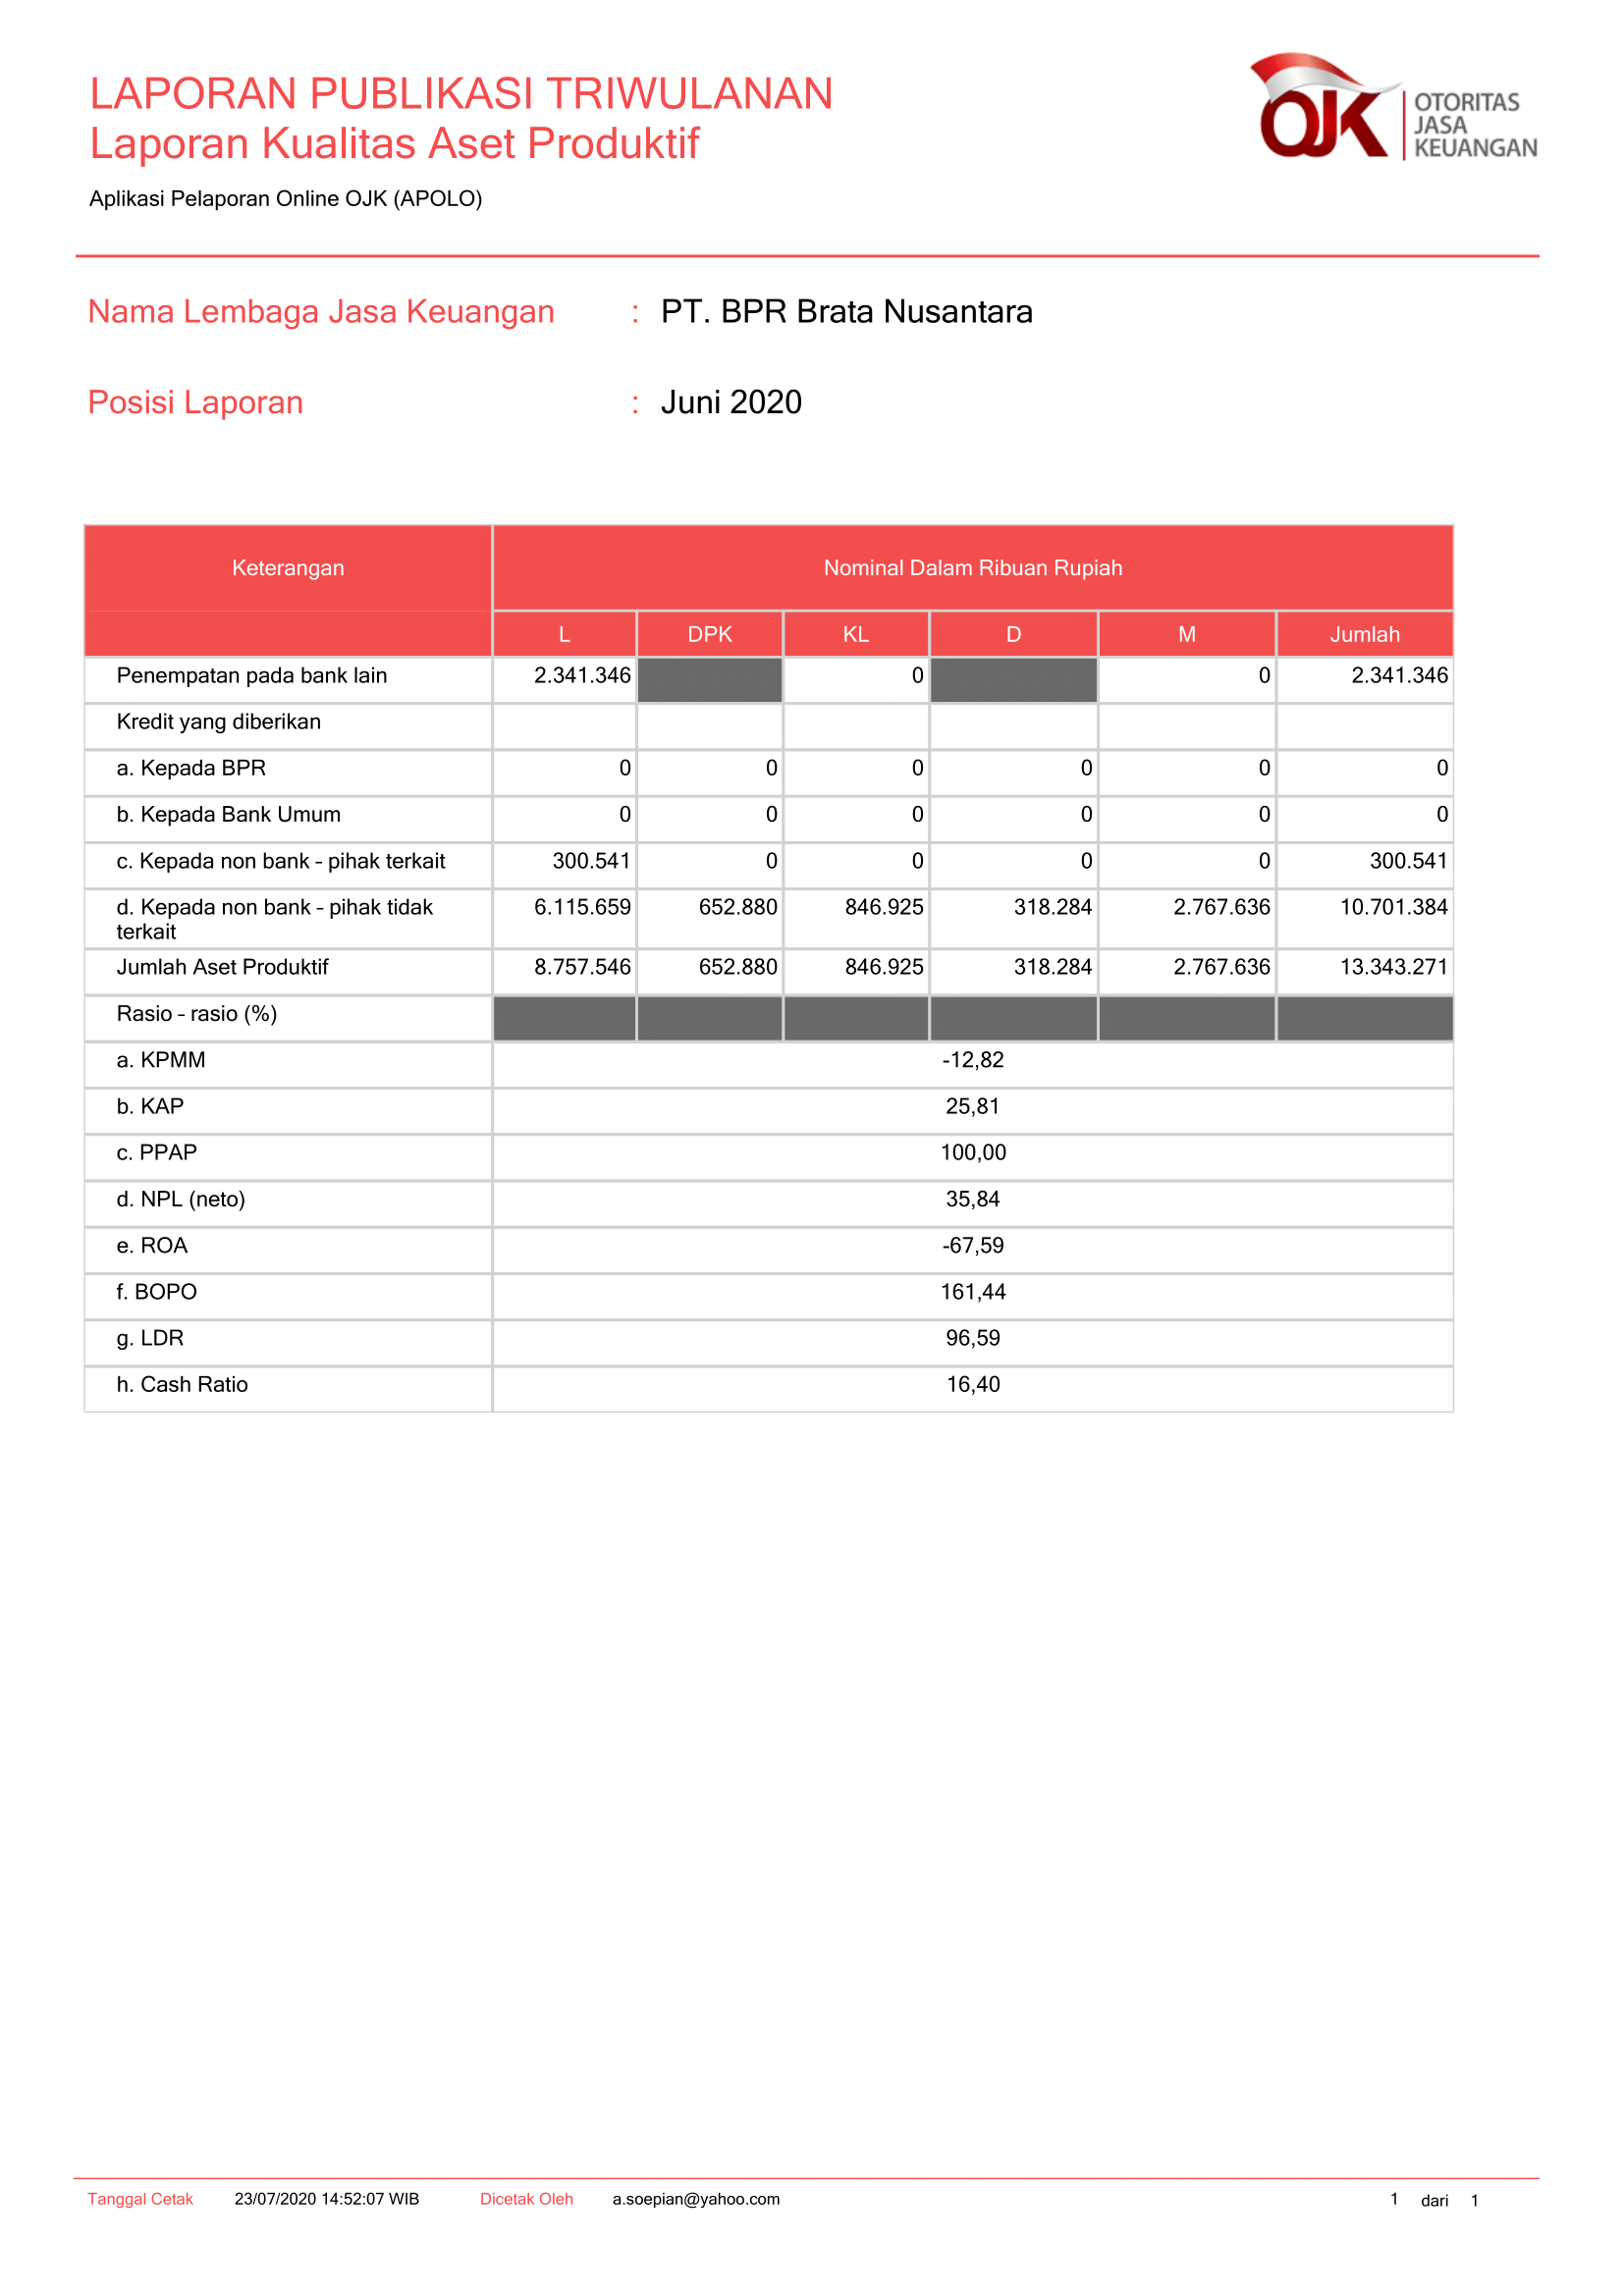 LAPORAN PUBLIKASI TRIWULANAN
Laporan Kualitas Aset Produktif
Aplikasi Pelaporan Online OJK (APOLO)
OJK OTORITAS
JASA
KEUANGAN
Nama Lembaga Jasa Keuangan : PT. BPR Brata Nusantara
Posisi Laporan : Juni 2020
Keterangan Nominal Dalam Ribuan Rupiah
L DPK KL D M Jumlah
Penempatan pada bank lain 2.341.346 0 0 2.341.346
Kredit yang diberikan
a. Kepada BPR 0 0 0 0 0 0
b. Kepada Bank Umum 0 0 0 0 0 0
c. Kepada non bank - pihak terkait 300.541 0 0 0 0 300.541
d. Kepada non bank - pihak tidak 6.115.659 652.880 846.925 318.284 2.767.636 10.701.384
terkait
Jumlah Aset Produktif 8.757.546 652.880 846.925 318.284 2.767.636 13.343.271
Rasio - rasio (%)
a. KPMM -12,82
b. KAP 25,81
c. PPAP 100,00
d. NPL (neto) 35,84
e. ROA -67,59
f. BOPO 161,44
g. LDR 96,59
h. Cash Ratio 16,40
Tanggal Cetak 23/07/2020 14:52:07 WIB Dicetak Oleh a.soepian@yahoo.com 1 dari 1